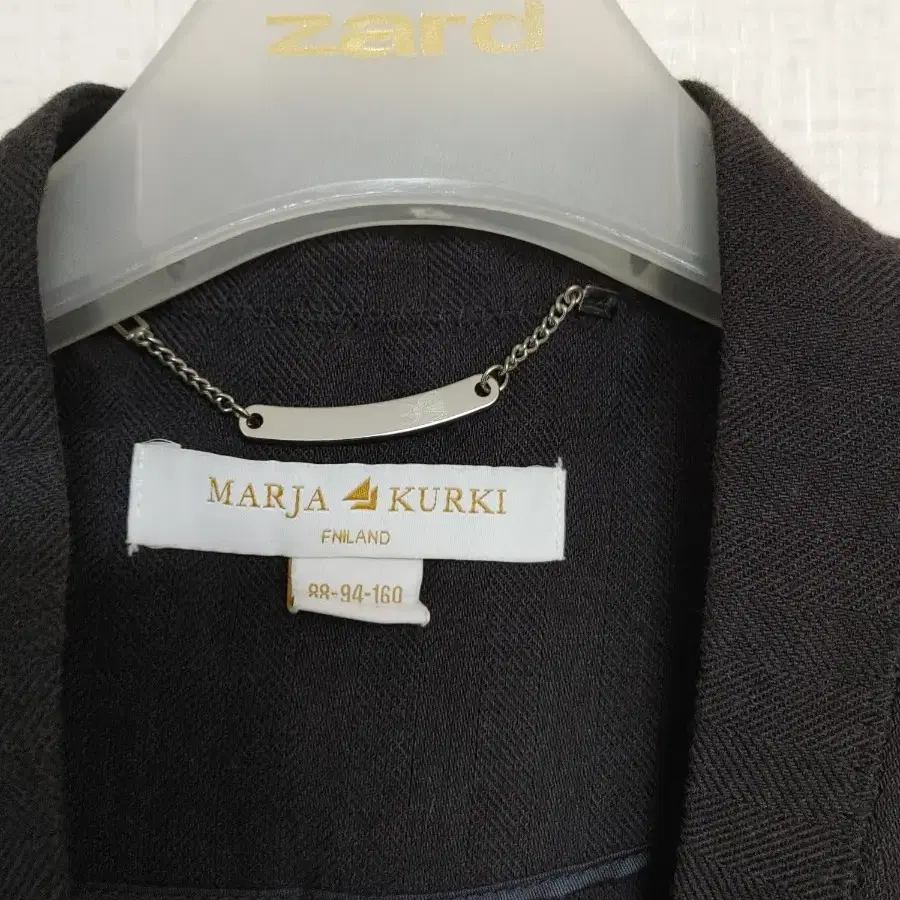 zard
MARJA KURKI
FNILAND
88-94-160